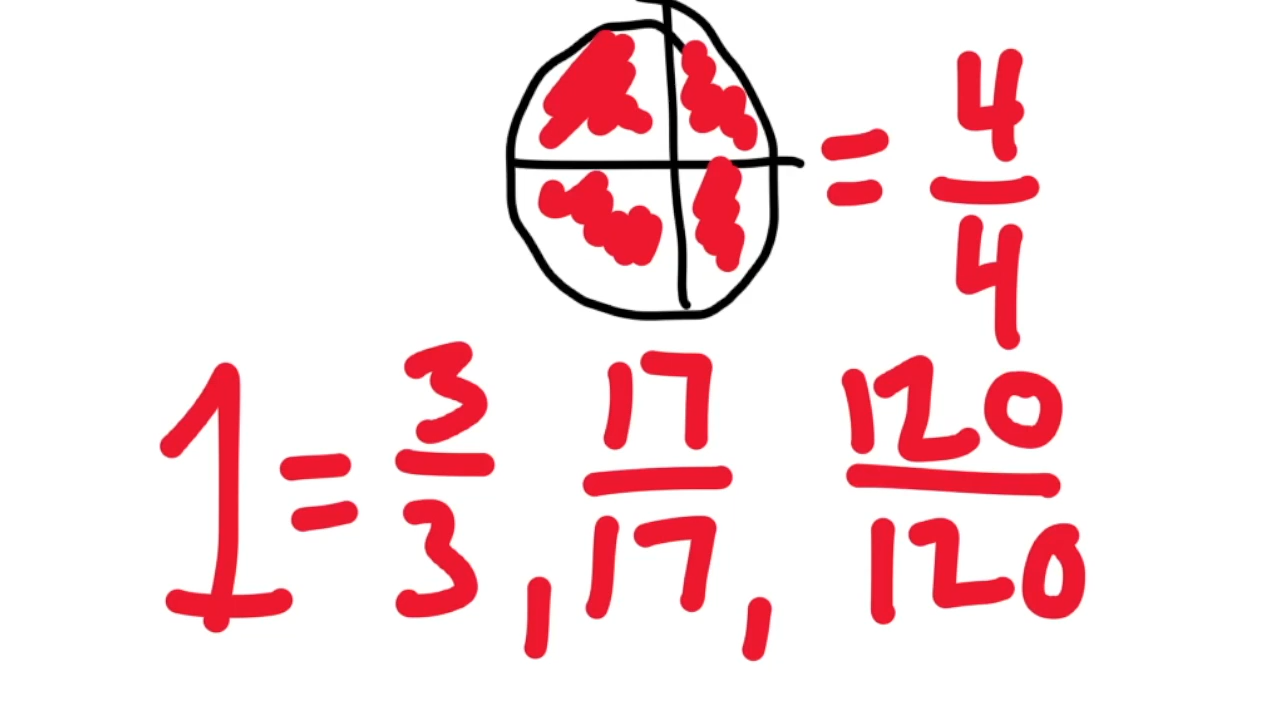 = 4/4
1 = 3/3 , 17/17 , 120/120